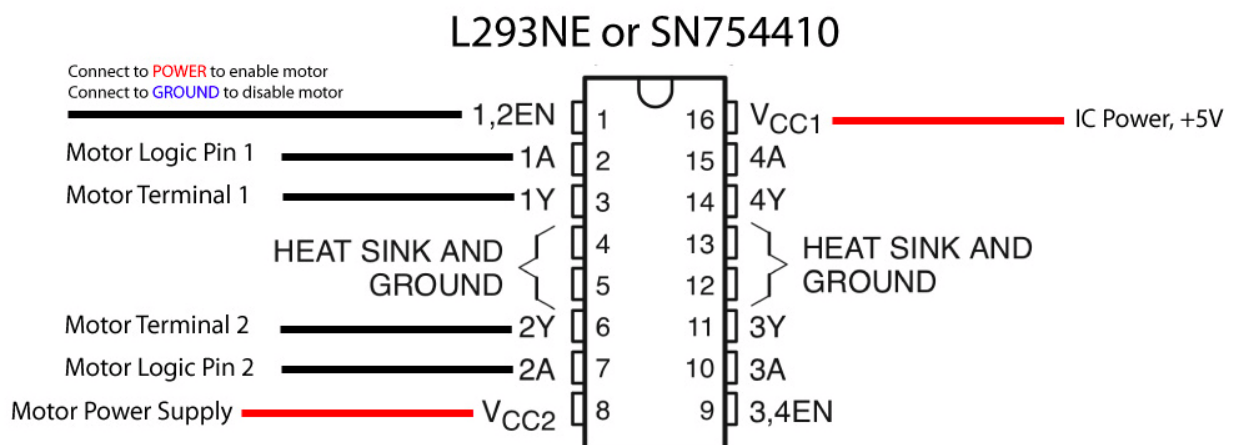 L293NE or SN754410
Connect to POWER to enable motor
Connect to GROUND to disable motor
1,2EN 1 16 VCC1 IC Power, +5V
Motor Logic Pin 1 1A 2 15 4A
Motor Terminal 1 1Y 3 14 4Y
HEAT SINK AND
GROUND
4 13
5 12
HEAT SINK AND
GROUND
Motor Terminal 2 2Y 6 11 3Y
Motor Logic Pin 2 2A 7 10 3A
Motor Power Supply VCC2 8 9 3,4EN